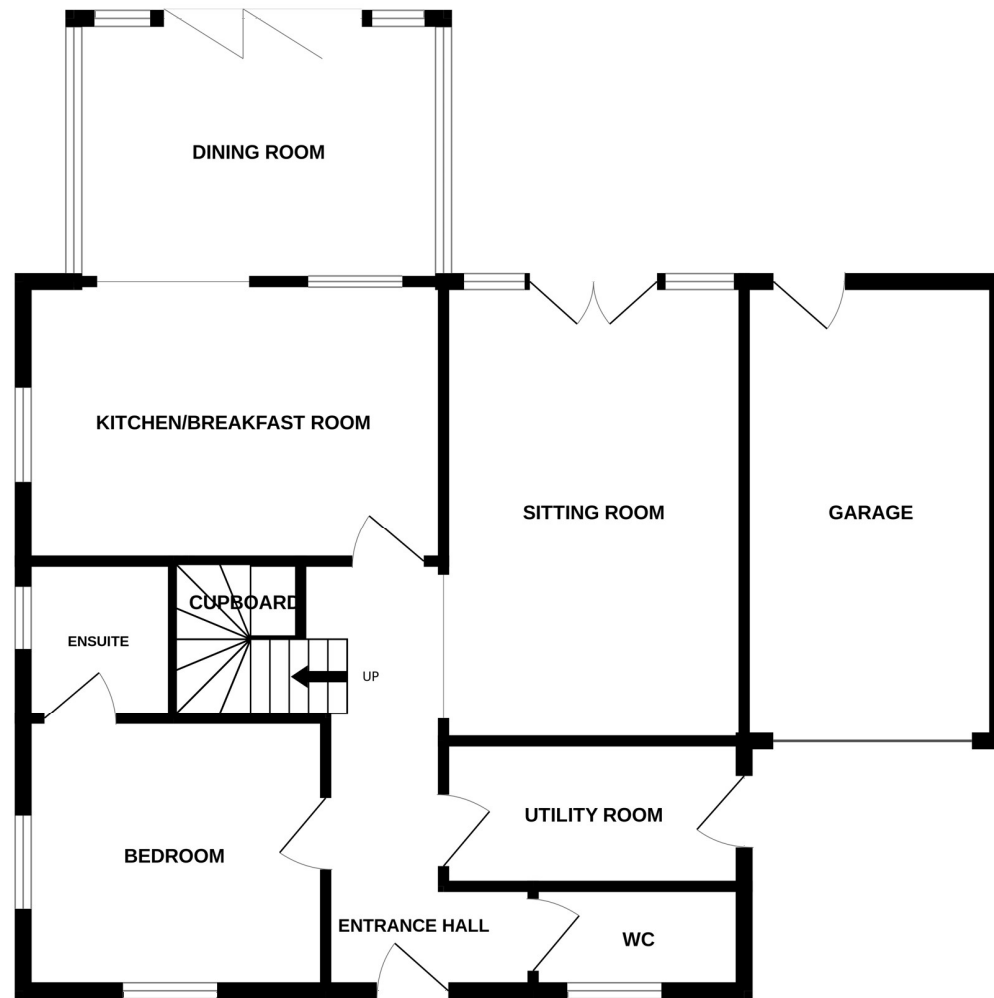 DINING ROOM
KITCHEN/BREAKFAST ROOM
SITTING ROOM
GARAGE
CUPBOARD
ENSUITE
UP
UTILITY ROOM
BEDROOM
ENTRANCE HALL
WC